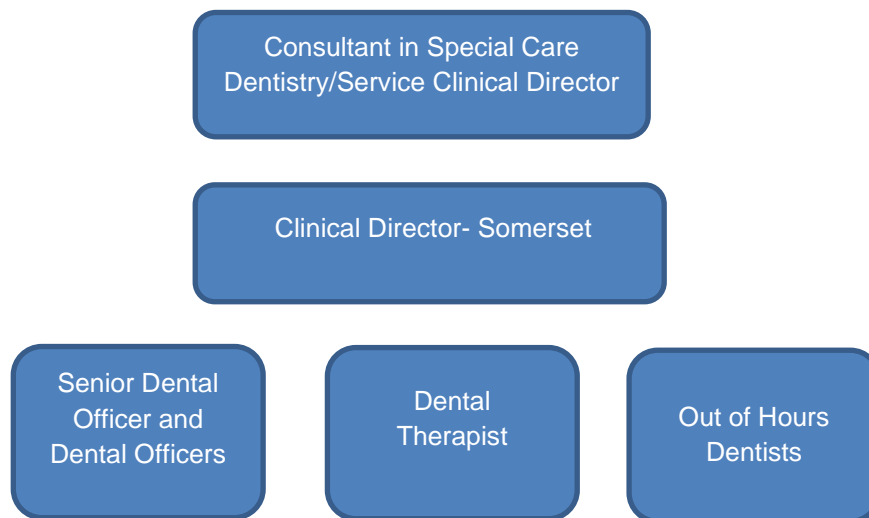 Consultant in Special Care
Dentistry/Service Clinical Director
Clinical Director- Somerset
Senior Dental
Officer and
Dental Officers
Dental
Therapist
Out of Hours
Dentists